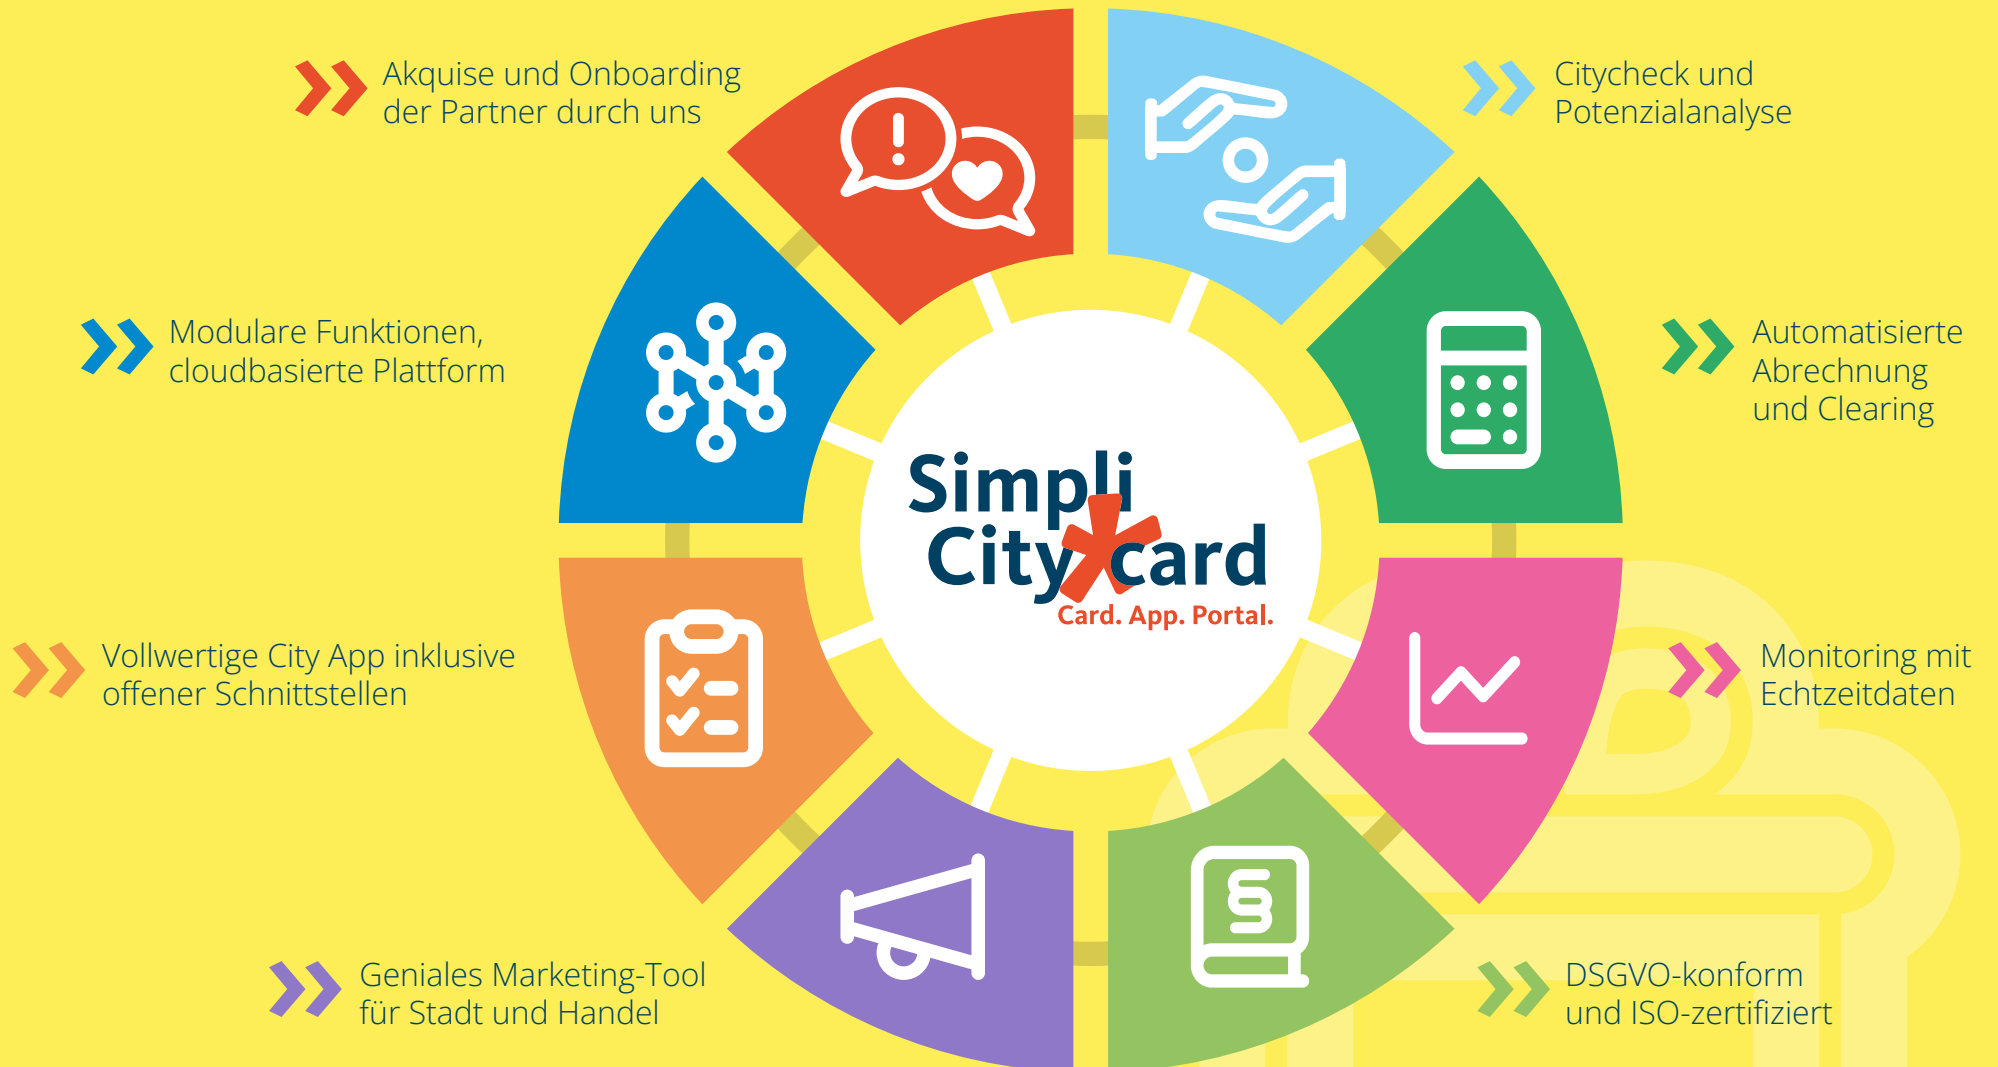 Akquise und Onboarding
der Partner durch uns
Citycheck und
Potenzialanalyse
Modulare Funktionen,
cloudbasierte Plattform
Automatisierte
Abrechnung
und Clearing
Simpli
City*card
Card. App. Portal.
Vollwertige City App inklusive
offener Schnittstellen
Monitoring mit
Echtzeitdaten
§
Geniales Marketing-Tool
für Stadt und Handel
DSGVO-konform
und ISO-zertifiziert